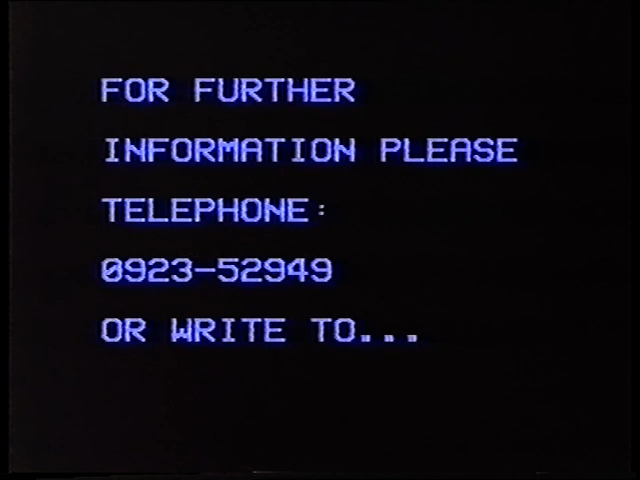 FOR FURTHER
INFORMATION PLEASE
TELEPHONE:
0923-52949
OR WRITE TO...